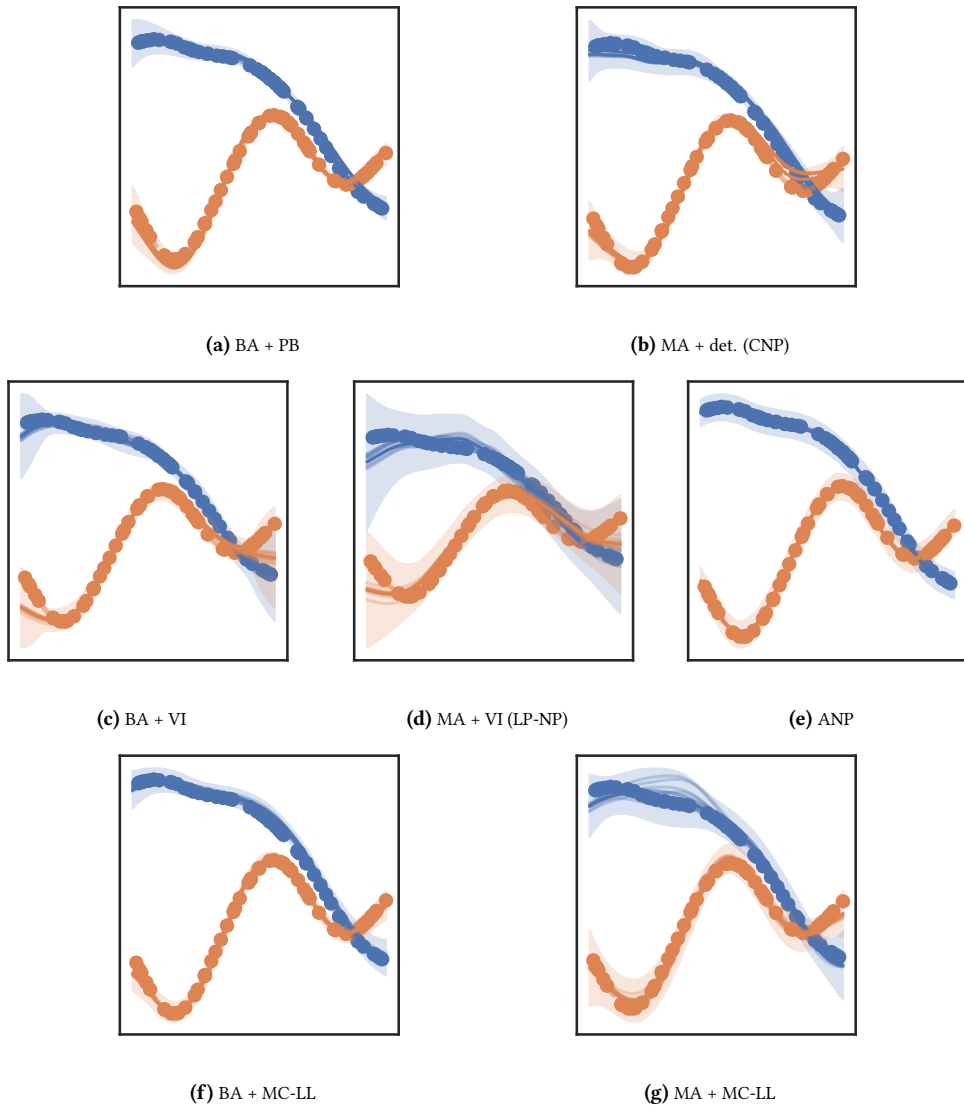 (a) BA + PB
(b) MA + det. (CNP)
(c) BA + VI
(d) MA + VI (LP-NP)
(e) ANP
(f) BA + MC-LL
(g) MA + MC-LL